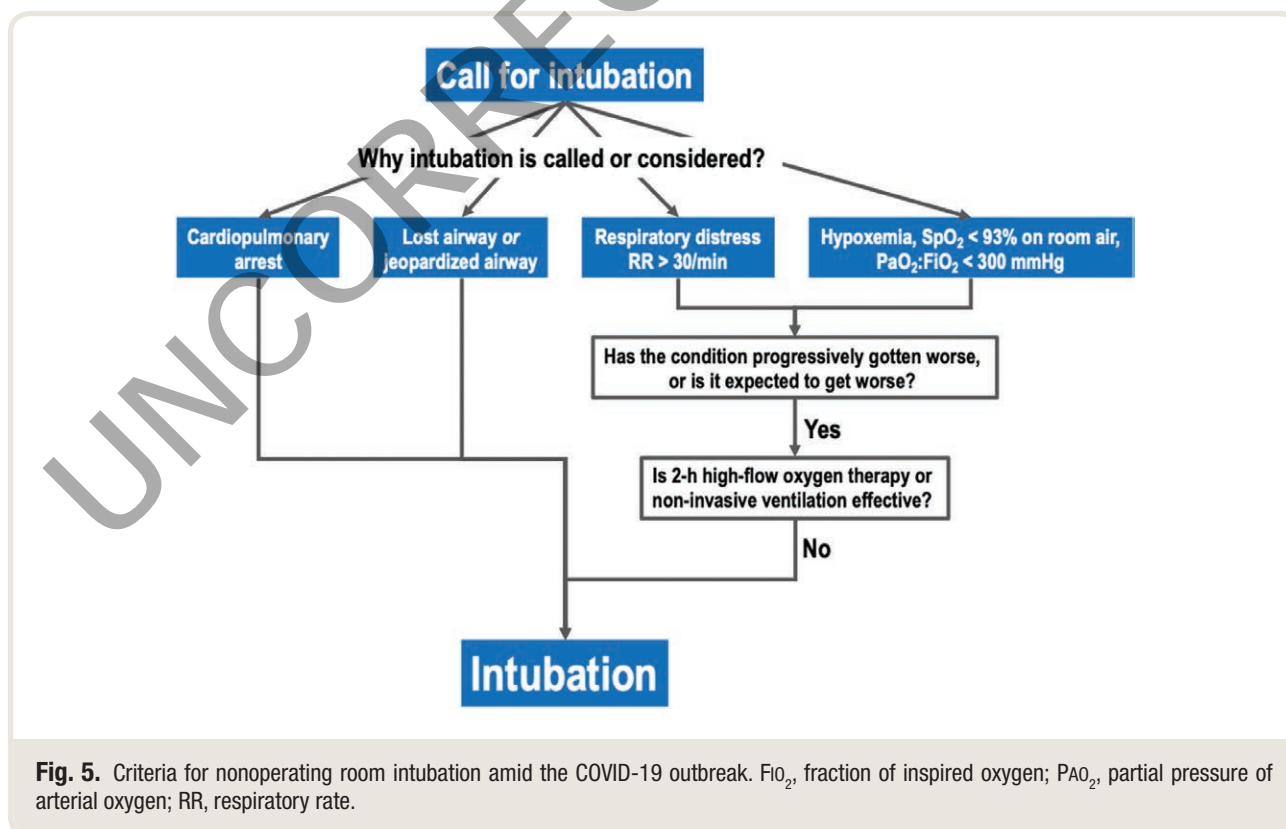 UNCORREC
Call for intubation
Why intubation is called or considered?
Cardiopulmonary
arrest
Lost airway or
jeopardized airway
Respiratory distress
RR > 30/min
Hypoxemia, SpO₂ < 93% on room air,
PaO₂:FiO₂ < 300 mmHg
Has the condition progressively gotten worse,
or is it expected to get worse?
Yes
Is 2-h high-flow oxygen therapy or
non-invasive ventilation effective?
No
Intubation
Fig. 5. Criteria for nonoperating room intubation amid the COVID-19 outbreak. FIO₂, fraction of inspired oxygen; PAO₂, partial pressure of
arterial oxygen; RR, respiratory rate.